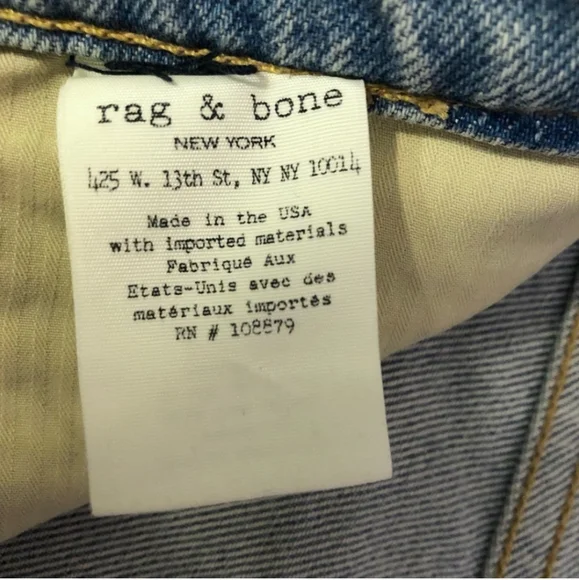 rag & bone
NEW YORK
425 W. 13th St, NY NY 10014
Made in the USA
with imported materials
Fabriqué Aux
Etats-Unis avec des
matériaux importés
RN # 108879